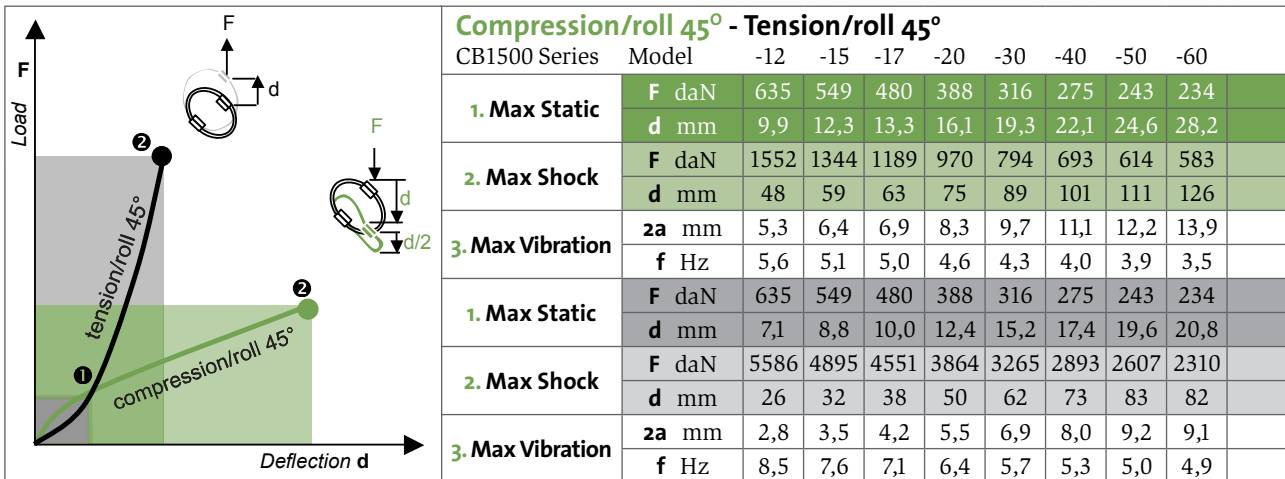 F
Load
F
d
F
d
d/2
❷
❷
❶
tension/roll 45°
compression/roll 45°
Deflection d
Compression/roll 45° - Tension/roll 45°
CB1500 Series Model -12 -15 -17 -20 -30 -40 -50 -60
1. Max Static
F daN 635 549 480 388 316 275 243 234
d mm 9,9 12,3 13,3 16,1 19,3 22,1 24,6 28,2
2. Max Shock
F daN 1552 1344 1189 970 794 693 614 583
d mm 48 59 63 75 89 101 111 126
3. Max Vibration
2a mm 5,3 6,4 6,9 8,3 9,7 11,1 12,2 13,9
f Hz 5,6 5,1 5,0 4,6 4,3 4,0 3,9 3,5
1. Max Static
F daN 635 549 480 388 316 275 243 234
d mm 7,1 8,8 10,0 12,4 15,2 17,4 19,6 20,8
2. Max Shock
F daN 5586 4895 4551 3864 3265 2893 2607 2310
d mm 26 32 38 50 62 73 83 82
3. Max Vibration
2a mm 2,8 3,5 4,2 5,5 6,9 8,0 9,2 9,1
f Hz 8,5 7,6 7,1 6,4 5,7 5,3 5,0 4,9